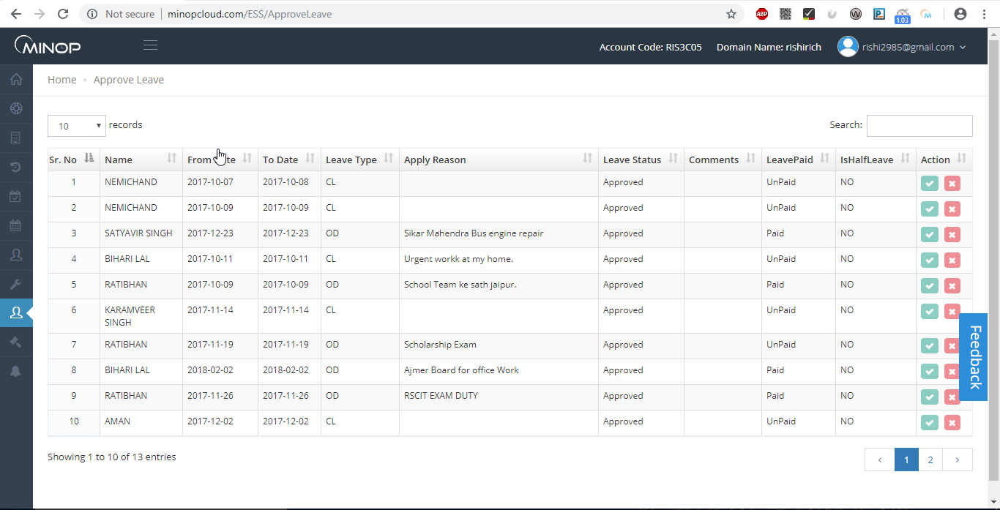 Not secure | minopcloud.com/ESS/ApproveLeave
ABP
W
P
1.03
MINOP
Account Code: RIS3C05
Domain Name: rishirich
rishi2985@gmail.com
Home • Approve Leave
10 records
Search:
Sr. No Name From te To Date Leave Type Apply Reason Leave Status Comments LeavePaid IsHalfLeave Action
1 NEMICHAND 2017-10-07 2017-10-08 CL Approved UnPaid NO
2 NEMICHAND 2017-10-09 2017-10-09 CL Approved UnPaid NO
3 SATYAVIR SINGH 2017-12-23 2017-12-23 OD Sikar Mahendra Bus engine repair Approved Paid NO
4 BIHARI LAL 2017-10-11 2017-10-11 CL Urgent workk at my home. Approved UnPaid NO
5 RATIBHAN 2017-10-09 2017-10-09 OD School Team ke sath jaipur. Approved Paid NO
6 KARAMVEER 2017-11-14 2017-11-14 CL Approved UnPaid NO
SINGH
7 RATIBHAN 2017-11-19 2017-11-19 OD Scholarship Exam Approved UnPaid NO
8 BIHARI LAL 2018-02-02 2018-02-02 OD Ajmer Board for office Work Approved Paid NO
9 RATIBHAN 2017-11-26 2017-11-26 OD RSCIT EXAM DUTY Approved Paid NO
10 AMAN 2017-12-02 2017-12-02 CL Approved UnPaid NO
Feedback
Showing 1 to 10 of 13 entries
‹ 1 2 ›